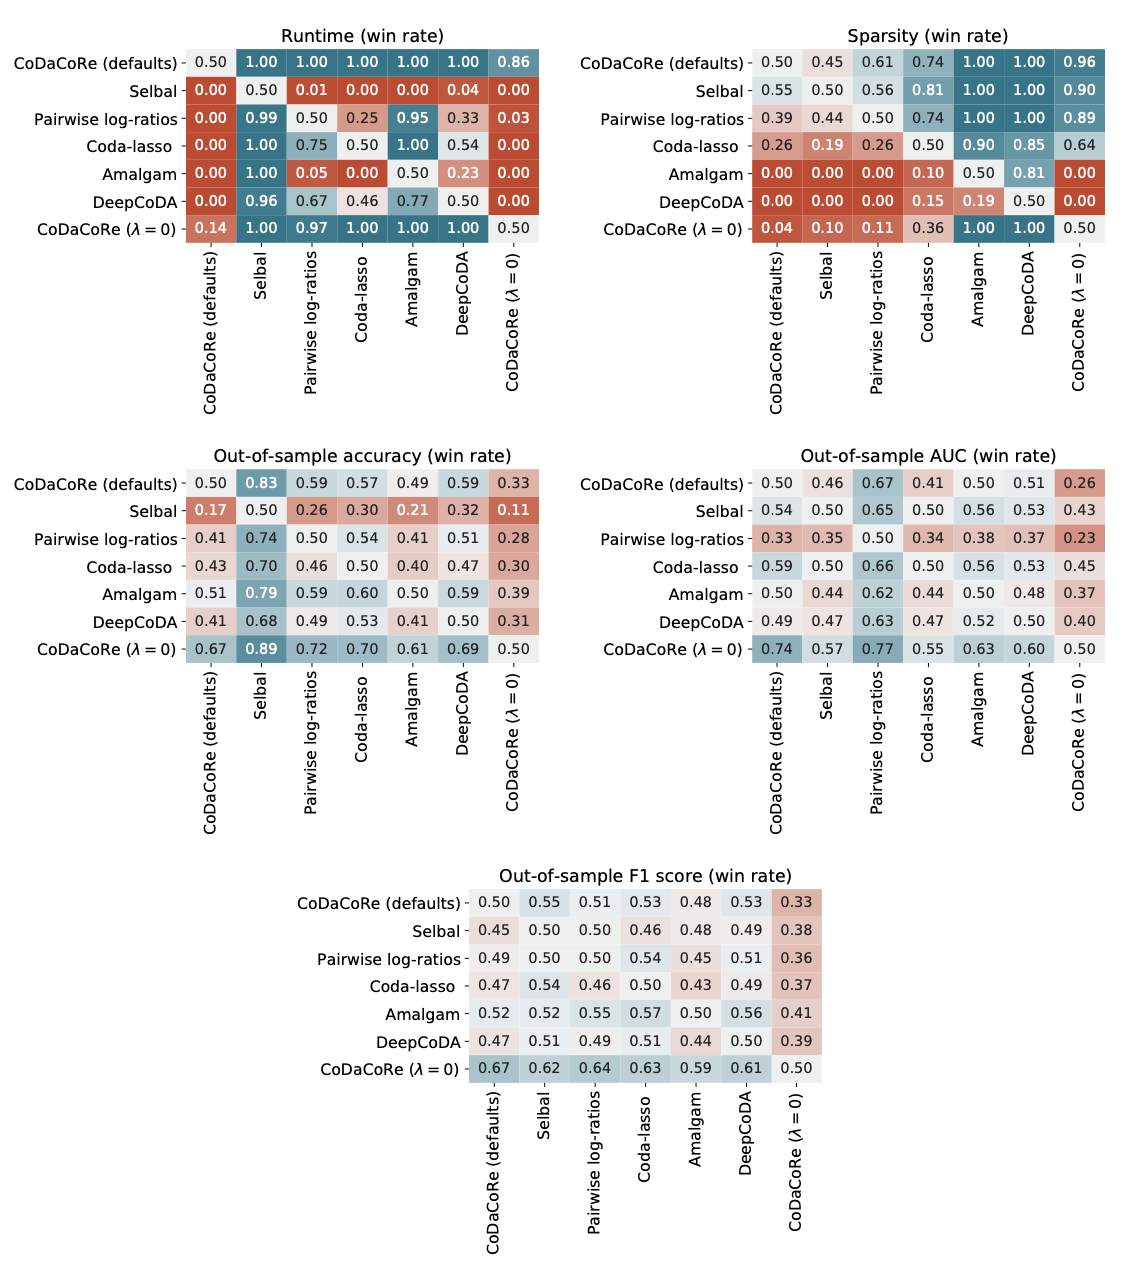 Runtime (win rate)
CoDaCoRe (defaults) 0.50 1.00 1.00 1.00 1.00 1.00 0.86
Selbal 0.00 0.50 0.01 0.00 0.00 0.04 0.00
Pairwise log-ratios 0.00 0.99 0.50 0.25 0.95 0.33 0.03
Coda-lasso 0.00 1.00 0.75 0.50 1.00 0.54 0.00
Amalgam 0.00 1.00 0.05 0.00 0.50 0.23 0.00
DeepCoDA 0.00 0.96 0.67 0.46 0.77 0.50 0.00
CoDaCoRe (λ = 0) 0.14 1.00 0.97 1.00 1.00 1.00 0.50
CoDaCoRe (defaults)
Selbal
Pairwise log-ratios
Coda-lasso
Amalgam
DeepCoDA
CoDaCoRe (λ = 0)
Sparsity (win rate)
CoDaCoRe (defaults) 0.50 0.45 0.61 0.74 1.00 1.00 0.96
Selbal 0.55 0.50 0.56 0.81 1.00 1.00 0.90
Pairwise log-ratios 0.39 0.44 0.50 0.74 1.00 1.00 0.89
Coda-lasso 0.26 0.19 0.26 0.50 0.90 0.85 0.64
Amalgam 0.00 0.00 0.00 0.10 0.50 0.81 0.00
DeepCoDA 0.00 0.00 0.00 0.15 0.19 0.50 0.00
CoDaCoRe (λ = 0) 0.04 0.10 0.11 0.36 1.00 1.00 0.50
CoDaCoRe (defaults)
Selbal
Pairwise log-ratios
Coda-lasso
Amalgam
DeepCoDA
CoDaCoRe (λ = 0)
Out-of-sample accuracy (win rate)
CoDaCoRe (defaults) 0.50 0.83 0.59 0.57 0.49 0.59 0.33
Selbal 0.17 0.50 0.26 0.30 0.21 0.32 0.11
Pairwise log-ratios 0.41 0.74 0.50 0.54 0.41 0.51 0.28
Coda-lasso 0.43 0.70 0.46 0.50 0.40 0.47 0.30
Amalgam 0.51 0.79 0.59 0.60 0.50 0.59 0.39
DeepCoDA 0.41 0.68 0.49 0.53 0.41 0.50 0.31
CoDaCoRe (λ = 0) 0.67 0.89 0.72 0.70 0.61 0.69 0.50
CoDaCoRe (defaults)
Selbal
Pairwise log-ratios
Coda-lasso
Amalgam
DeepCoDA
CoDaCoRe (λ = 0)
Out-of-sample AUC (win rate)
CoDaCoRe (defaults) 0.50 0.46 0.67 0.41 0.50 0.51 0.26
Selbal 0.54 0.50 0.65 0.50 0.56 0.53 0.43
Pairwise log-ratios 0.33 0.35 0.50 0.34 0.38 0.37 0.23
Coda-lasso 0.59 0.50 0.66 0.50 0.56 0.53 0.45
Amalgam 0.50 0.44 0.62 0.44 0.50 0.48 0.37
DeepCoDA 0.49 0.47 0.63 0.47 0.52 0.50 0.40
CoDaCoRe (λ = 0) 0.74 0.57 0.77 0.55 0.63 0.60 0.50
CoDaCoRe (defaults)
Selbal
Pairwise log-ratios
Coda-lasso
Amalgam
DeepCoDA
CoDaCoRe (λ = 0)
Out-of-sample F1 score (win rate)
CoDaCoRe (defaults) 0.50 0.55 0.51 0.53 0.48 0.53 0.33
Selbal 0.45 0.50 0.50 0.46 0.48 0.49 0.38
Pairwise log-ratios 0.49 0.50 0.50 0.54 0.45 0.51 0.36
Coda-lasso 0.47 0.54 0.46 0.50 0.43 0.49 0.37
Amalgam 0.52 0.52 0.55 0.57 0.50 0.56 0.41
DeepCoDA 0.47 0.51 0.49 0.51 0.44 0.50 0.39
CoDaCoRe (λ = 0) 0.67 0.62 0.64 0.63 0.59 0.61 0.50
CoDaCoRe (defaults)
Selbal
Pairwise log-ratios
Coda-lasso
Amalgam
DeepCoDA
CoDaCoRe (λ = 0)